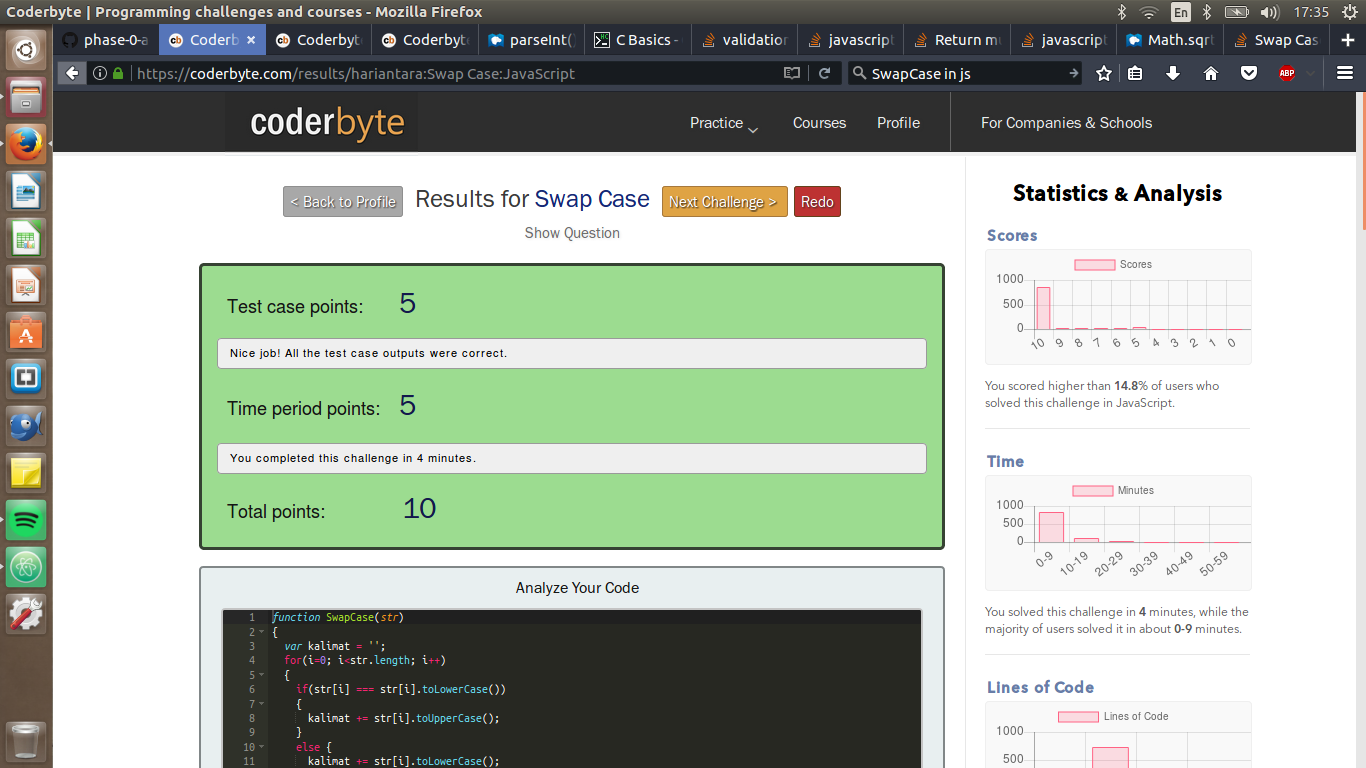 Coderbyte | Programming challenges and courses - Mozilla Firefox
En
17:35
phase-0-a
Coderb
Coderbyt
Coderbyte
parseInt()
C Basics -
validation
javascript
Return mu
javascript
Math.sqrt
Swap Cas
https://coderbyte.com/results/hariantara:Swap Case:JavaScript
SwapCase in js
ABP
coderbyte
Practice
Courses
Profile
For Companies & Schools
< Back to Profile
Results for Swap Case
Next Challenge >
Redo
Show Question
Test case points: 5
Nice job! All the test case outputs were correct.
Time period points: 5
You completed this challenge in 4 minutes.
Total points: 10
Analyze Your Code
1 function SwapCase(str)
2 {
3 var kalimat = '';
4 for(i=0; i<str.length; i++)
5 {
6 if(str[i] === str[i].toLowerCase())
7 {
8 kalimat += str[i].toUpperCase();
9 }
10 else {
11 kalimat += str[i].toLowerCase();
Statistics & Analysis
Scores
Scores
1000
500
0
10 9 8 7 6 5 4 3 2 1 0
You scored higher than 14.8% of users who
solved this challenge in JavaScript.
Time
Minutes
1000
500
0
0-9 10-19 20-29 30-39 40-49 50-59
You solved this challenge in 4 minutes, while the
majority of users solved it in about 0-9 minutes.
Lines of Code
Lines of Code
1000
500